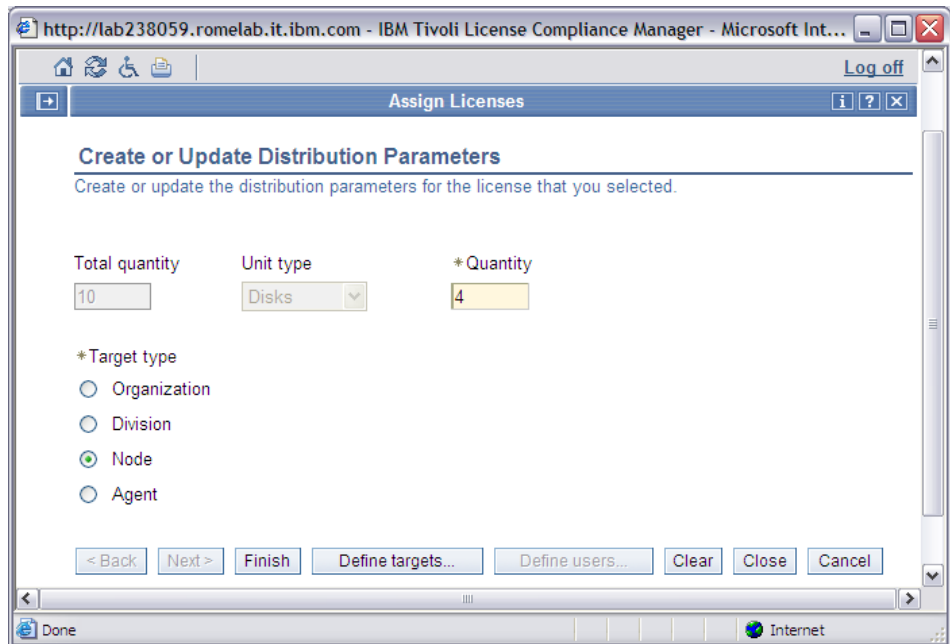 http://lab238059.romelab.it.ibm.com - IBM Tivoli License Compliance Manager - Microsoft Int...
Log off
Assign Licenses
i ?
Create or Update Distribution Parameters
Create or update the distribution parameters for the license that you selected.
Total quantity Unit type *Quantity
10 Disks 4
*Target type
Organization
Division
Node
Agent
< Back Next > Finish Define targets... Define users... Clear Close Cancel
Done Internet